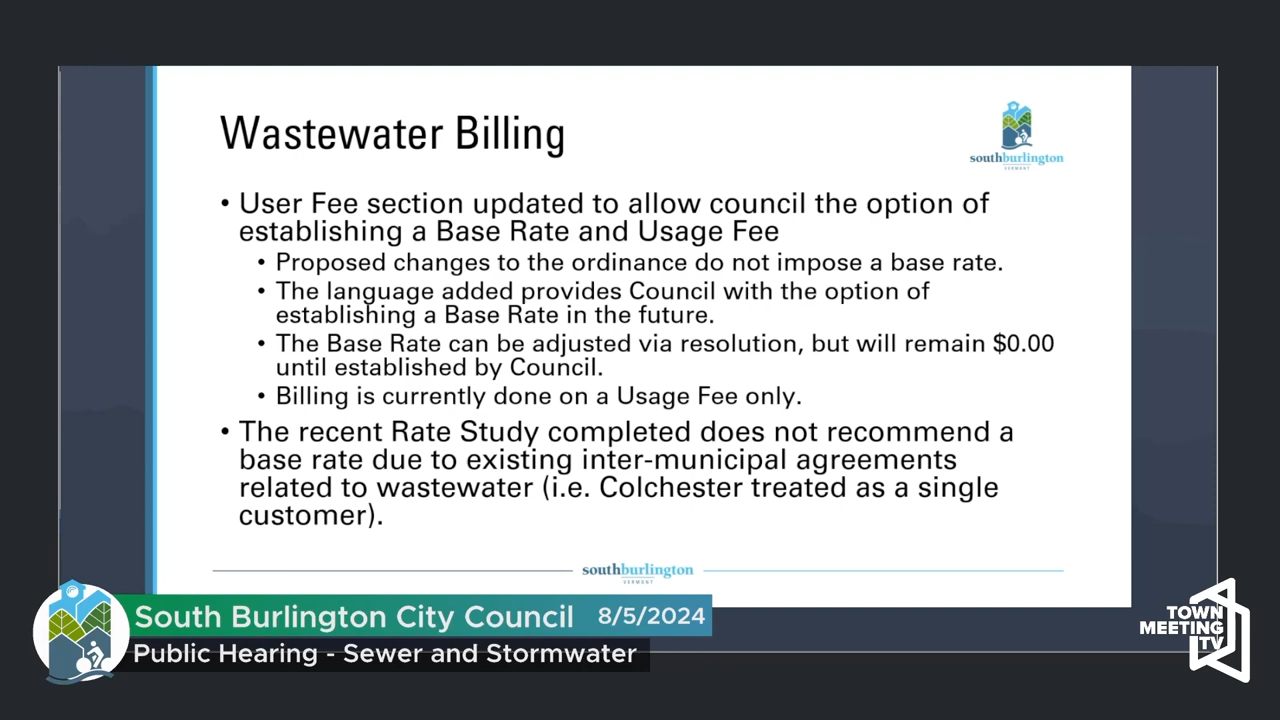 Wastewater Billing
southburlington
VERMONT
• User Fee section updated to allow council the option of
establishing a Base Rate and Usage Fee
• Proposed changes to the ordinance do not impose a base rate.
• The language added provides Council with the option of
establishing a Base Rate in the future.
• The Base Rate can be adjusted via resolution, but will remain $0.00
until established by Council.
• Billing is currently done on a Usage Fee only.
• The recent Rate Study completed does not recommend a
base rate due to existing inter-municipal agreements
related to wastewater (i.e. Colchester treated as a single
customer).
southburlington
VERMONT
South Burlington City Council 8/5/2024
Public Hearing - Sewer and Stormwater
TOWN
MEETING
TV